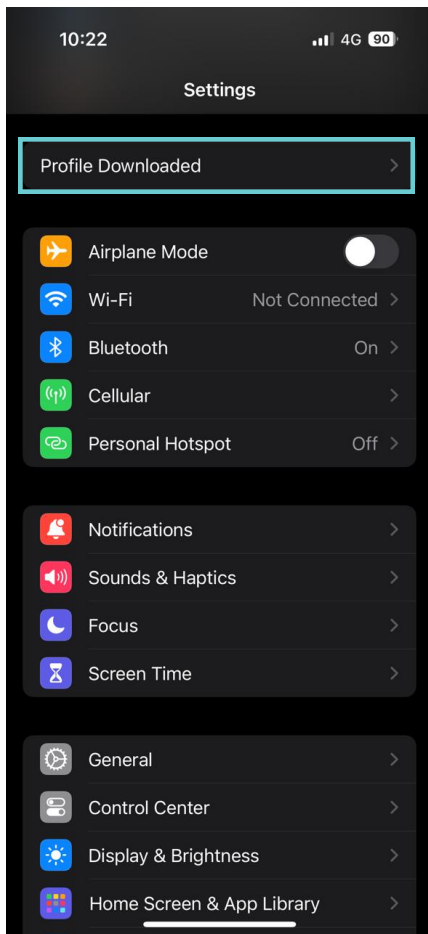 10:22 4G 90
Settings
Profile Downloaded
Airplane Mode
Wi-Fi Not Connected
Bluetooth On
Cellular
Personal Hotspot Off
Notifications
Sounds & Haptics
Focus
Screen Time
General
Control Center
Display & Brightness
Home Screen & App Library